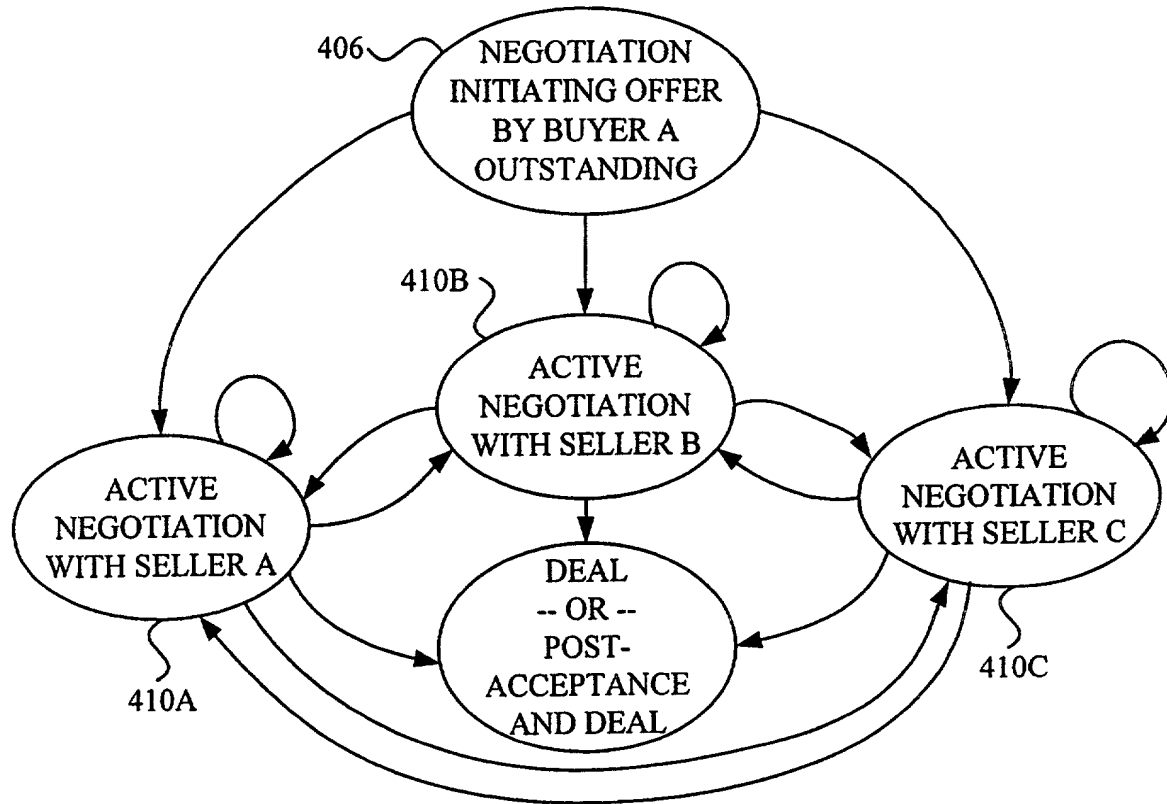 406
NEGOTIATION
INITIATING OFFER
BY BUYER A
OUTSTANDING
410B
ACTIVE
NEGOTIATION
WITH SELLER B
ACTIVE
NEGOTIATION
WITH SELLER A
ACTIVE
NEGOTIATION
WITH SELLER C
DEAL
-- OR --
POST-
ACCEPTANCE
AND DEAL
410A
410C